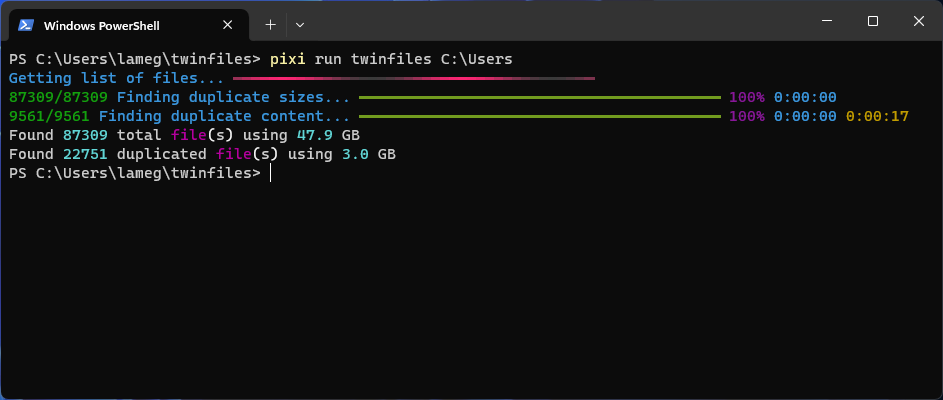 Windows PowerShell
PS C:\Users\lameg\twinfiles> pixi run twinfiles C:\Users
Getting list of files...
87309/87309 Finding duplicate sizes... 100% 0:00:00
9561/9561 Finding duplicate content... 100% 0:00:00 0:00:17
Found 87309 total file(s) using 47.9 GB
Found 22751 duplicated file(s) using 3.0 GB
PS C:\Users\lameg\twinfiles>